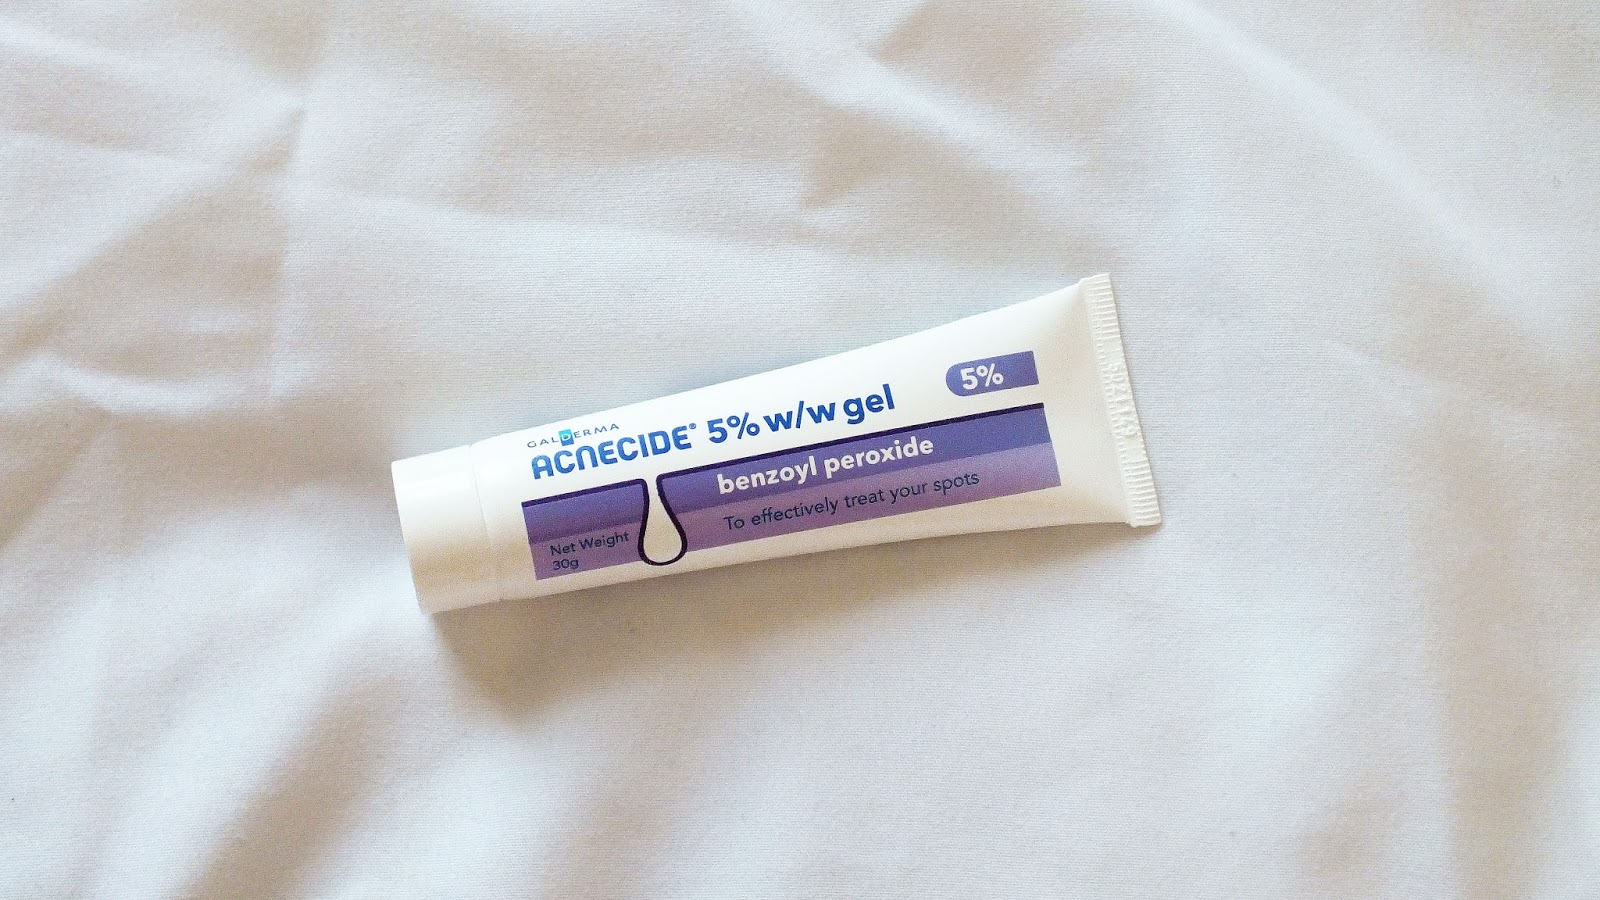 GALDERMA
ACNECIDE® 5% w/w gel
5%
benzoyl peroxide
To effectively treat your spots
Net Weight
30g